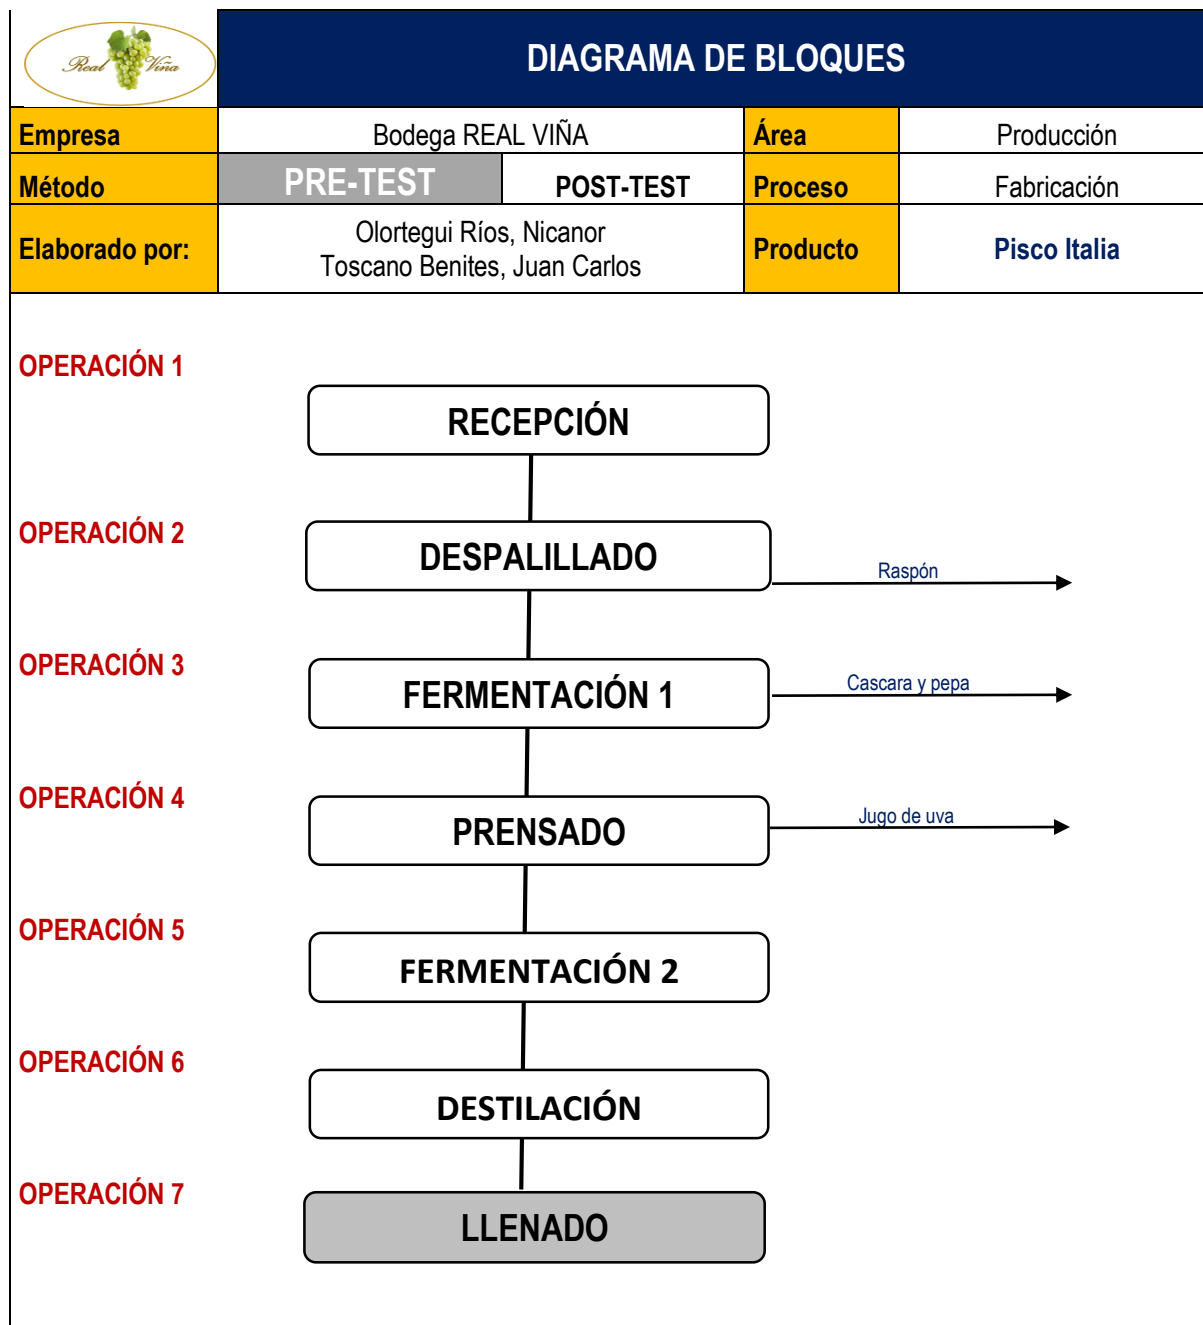 Real Viña
DIAGRAMA DE BLOQUES
Empresa
Bodega REAL VIÑA
Área
Producción
Método
PRE-TEST
POST-TEST
Proceso
Fabricación
Elaborado por:
Olortegui Ríos, Nicanor
Toscano Benites, Juan Carlos
Producto
Pisco Italia
OPERACIÓN 1
RECEPCIÓN
OPERACIÓN 2
DESPALILLADO
Raspón
OPERACIÓN 3
FERMENTACIÓN 1
Cascara y pepa
OPERACIÓN 4
PRENSADO
Jugo de uva
OPERACIÓN 5
FERMENTACIÓN 2
OPERACIÓN 6
DESTILACIÓN
OPERACIÓN 7
LLENADO